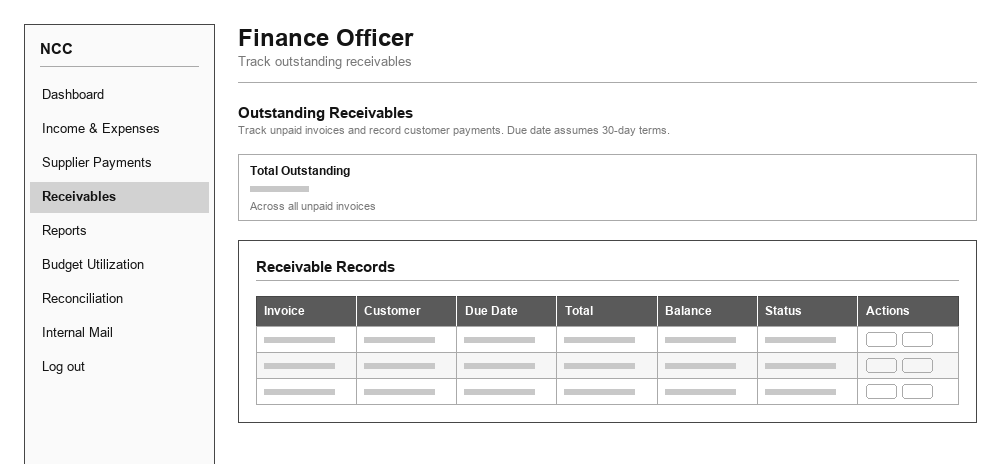 NCC
Dashboard
Income & Expenses
Supplier Payments
Receivables
Reports
Budget Utilization
Reconciliation
Internal Mail
Log out
Finance Officer
Track outstanding receivables
Outstanding Receivables
Track unpaid invoices and record customer payments. Due date assumes 30-day terms.
Total Outstanding
Across all unpaid invoices
Receivable Records
Invoice Customer Due Date Total Balance Status Actions